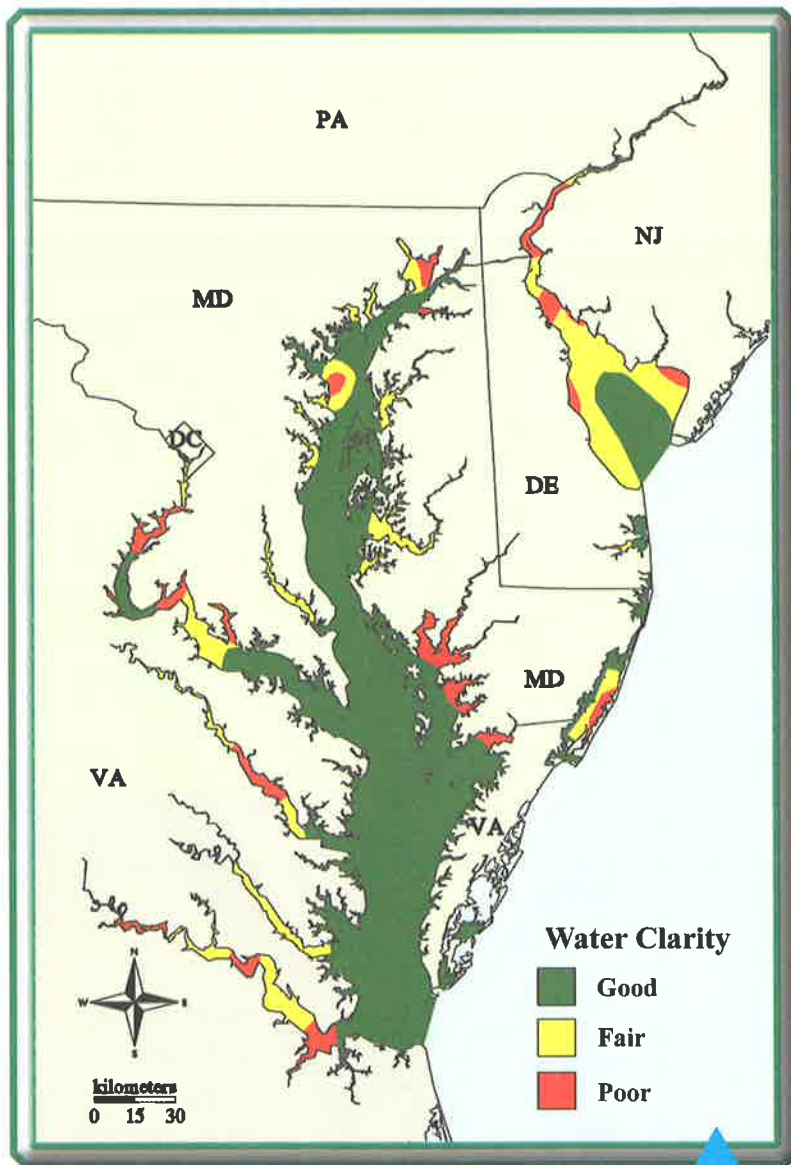 PA
NJ
MD
DC
DE
MD
VA
VA
Water Clarity
Good
Fair
Poor
N
W E
S
kilometers
0 15 30